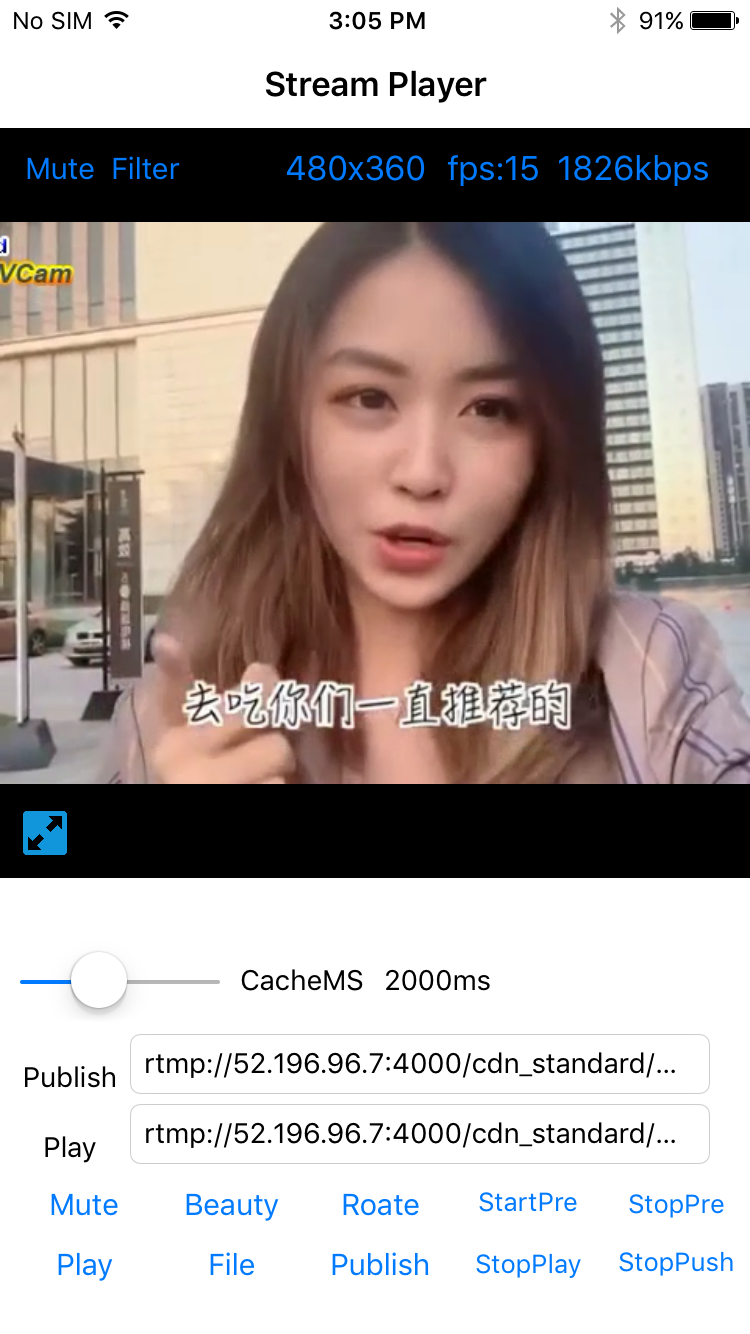 No SIM 3:05 PM 91%
Stream Player
Mute Filter 480x360 fps:15 1826kbps
VCam
去吃你们一直推荐的
CacheMS 2000ms
Publish rtmp://52.196.96.7:4000/cdn_standard/...
Play rtmp://52.196.96.7:4000/cdn_standard/...
Mute Beauty Roate StartPre StopPre
Play File Publish StopPlay StopPush